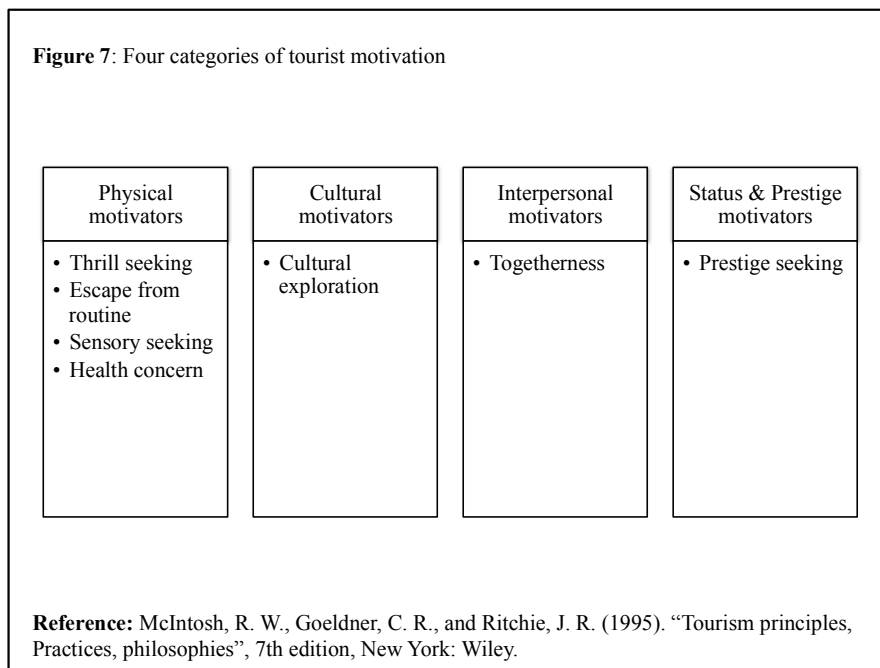 Figure 7: Four categories of tourist motivation
Physical
motivators
• Thrill seeking
• Escape from
routine
• Sensory seeking
• Health concern
Cultural
motivators
• Cultural
exploration
Interpersonal
motivators
• Togetherness
Status & Prestige
motivators
• Prestige seeking
Reference: McIntosh, R. W., Goeldner, C. R., and Ritchie, J. R. (1995). “Tourism principles,
Practices, philosophies”, 7th edition, New York: Wiley.